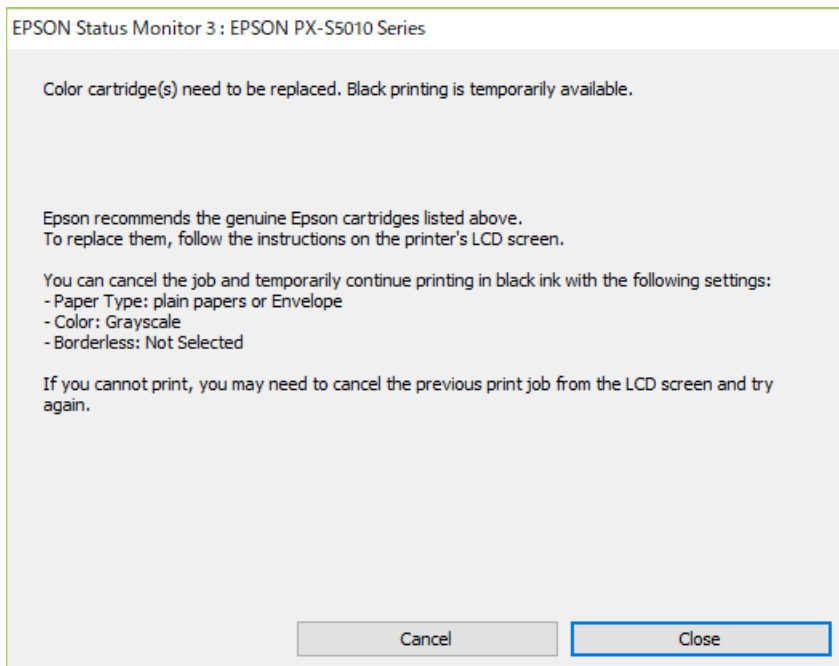 EPSON Status Monitor 3 : EPSON PX-S5010 Series
Color cartridge(s) need to be replaced. Black printing is temporarily available.
Epson recommends the genuine Epson cartridges listed above.
To replace them, follow the instructions on the printer's LCD screen.
You can cancel the job and temporarily continue printing in black ink with the following settings:
- Paper Type: plain papers or Envelope
- Color: Grayscale
- Borderless: Not Selected
If you cannot print, you may need to cancel the previous print job from the LCD screen and try
again.
Cancel
Close